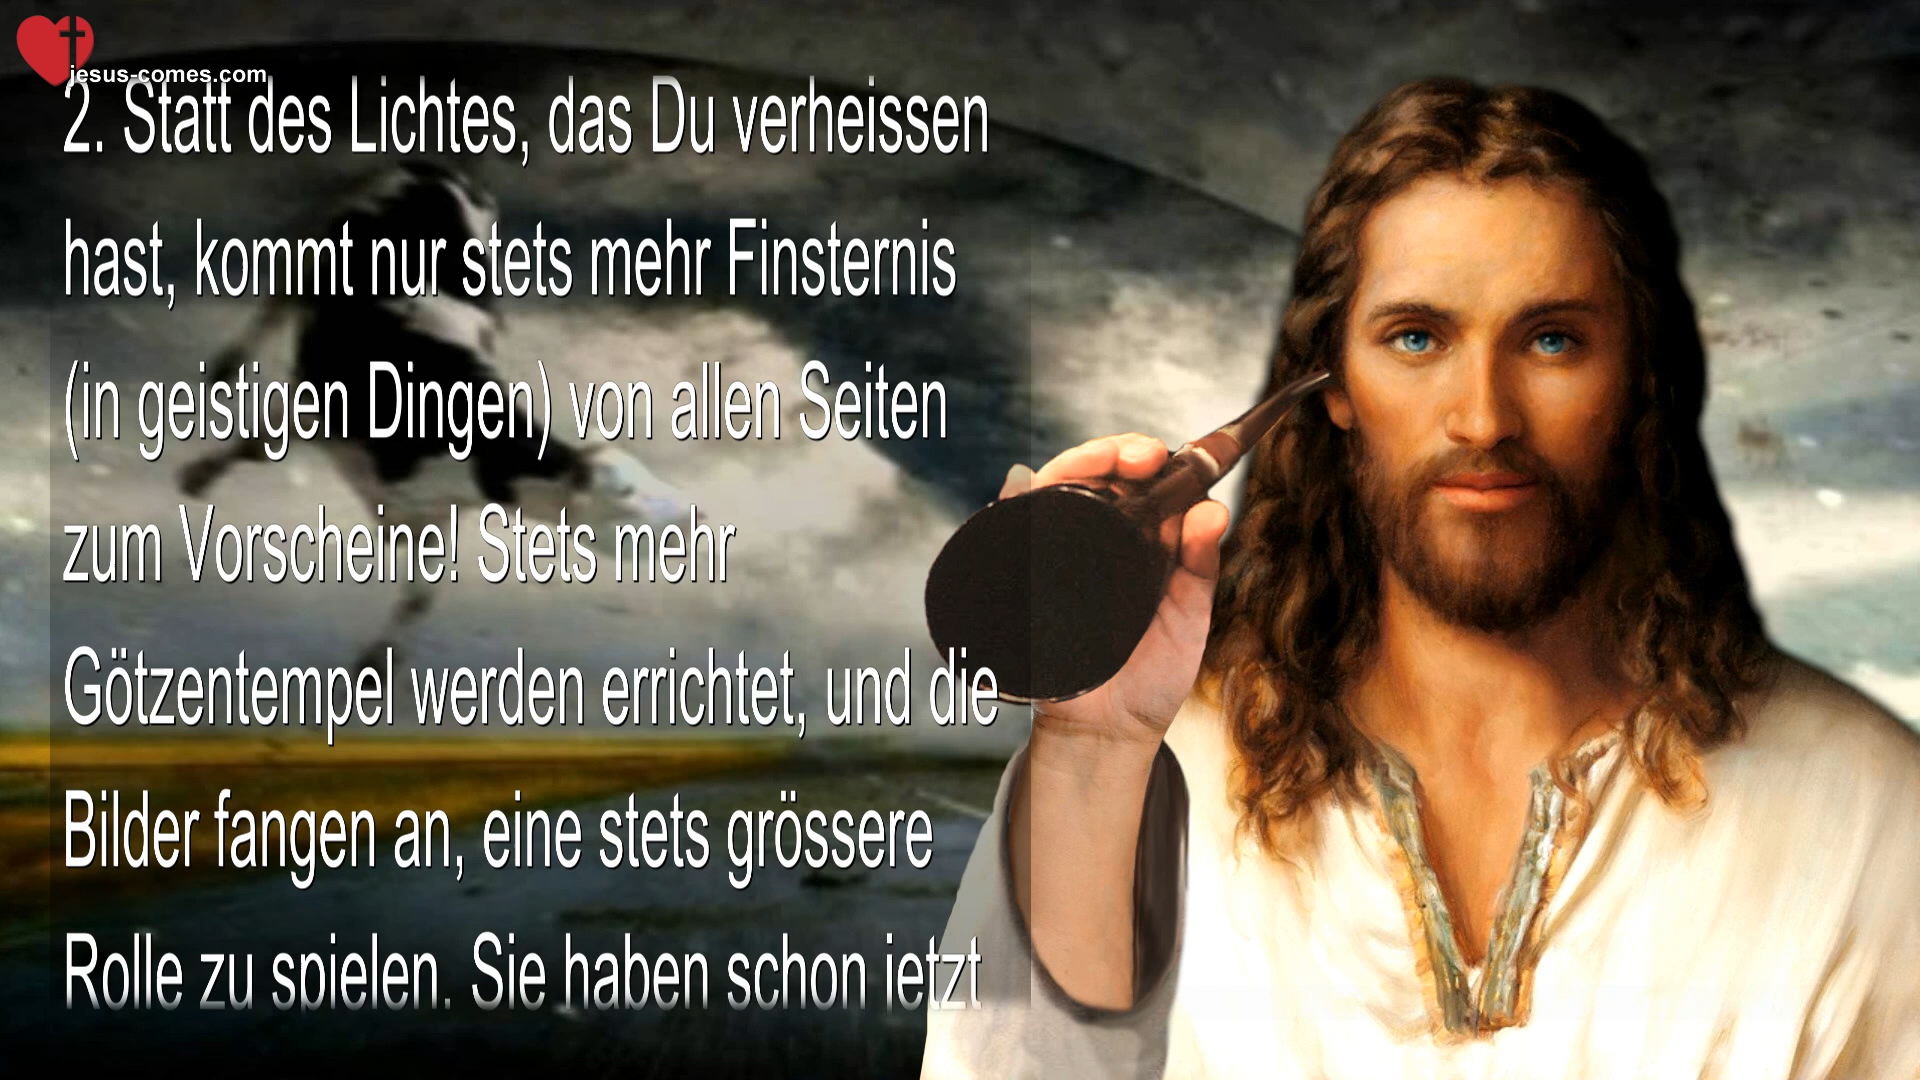 jesus-comes.com
2. Statt des Lichtes, das Du verheissen
hast, kommt nur stets mehr Finsternis
(in geistigen Dingen) von allen Seiten
zum Vorscheine! Stets mehr
Götzentempel werden errichtet, und die
Bilder fangen an, eine stets grössere
Rolle zu spielen. Sie haben schon jetzt